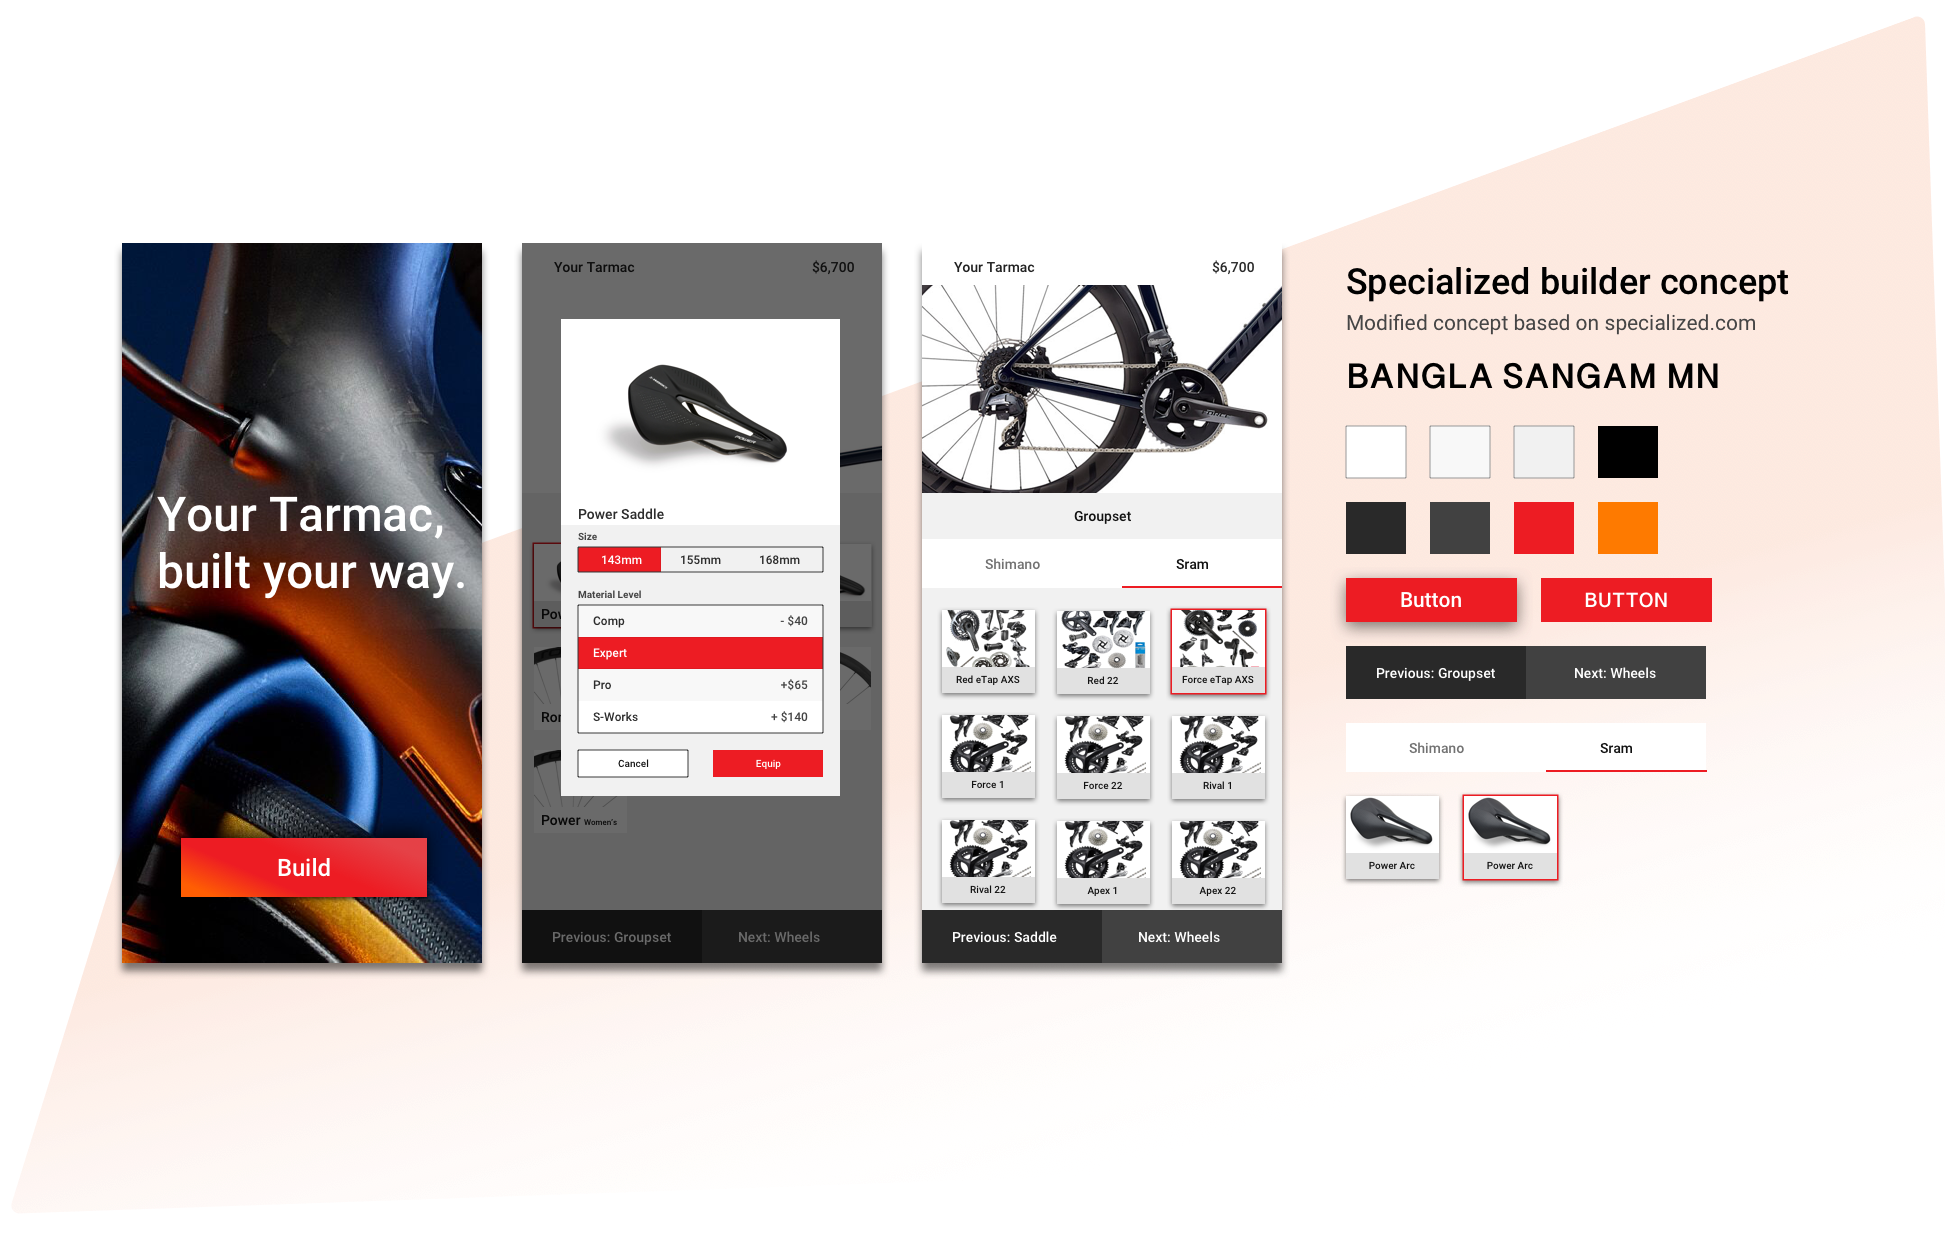 Your Tarmac,
built your way.
Build
Your Tarmac $6,700
Power Saddle
Size
143mm 155mm 168mm
Material Level
Comp - $40
Expert
Pro +$65
S-Works + $140
Cancel Equip
Power Women's
Previous: Groupset Next: Wheels
Your Tarmac $6,700
FORCE
Groupset
Shimano Sram
Red eTap AXS Red 22 Force eTap AXS
Force 1 Force 22 Rival 1
Rival 22 Apex 1 Apex 22
Previous: Saddle Next: Wheels
Specialized builder concept
Modified concept based on specialized.com
BANGLA SANGAM MN
Button BUTTON
Previous: Groupset Next: Wheels
Shimano Sram
Power Arc Power Arc